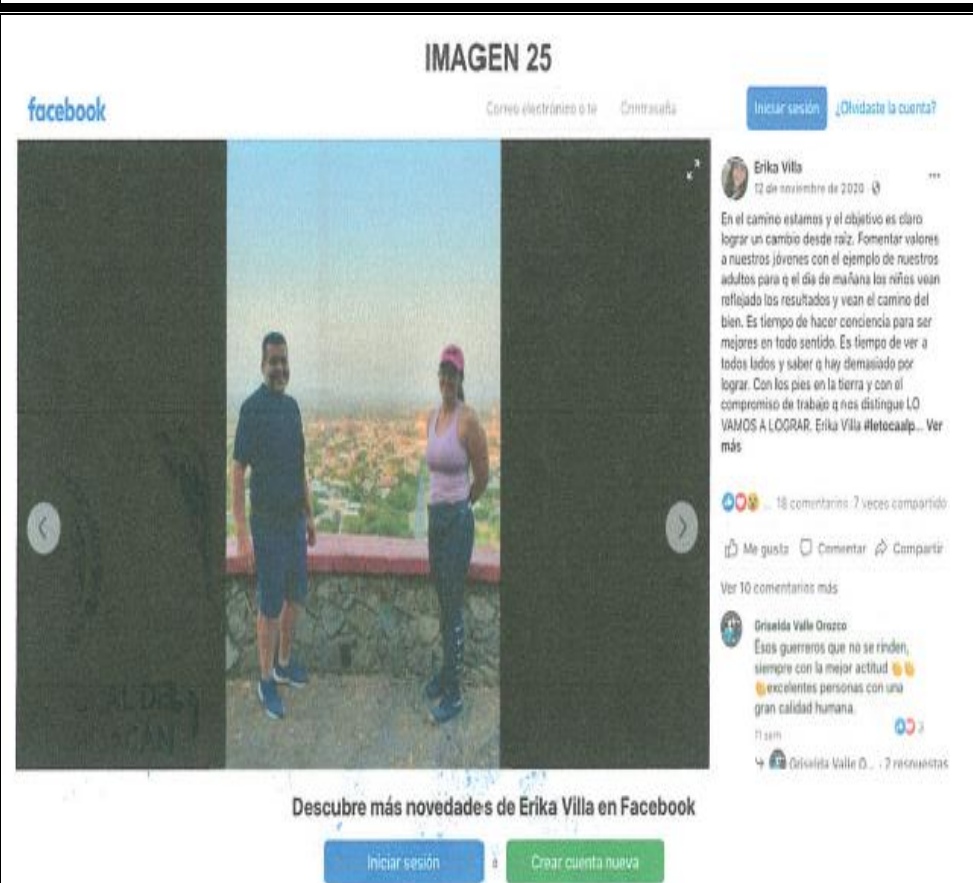 IMAGEN 25
facebook
Correo electrónico o te Contraseña Iniciar sesión ¿Olvidaste la cuenta?
Erika Villa
12 de noviembre de 2020
En el camino estamos y el objetivo es claro
lograr un cambio desde raíz. Fomentar valores
a nuestros jóvenes con el ejemplo de nuestros
adultos para q el día de mañana los niños vean
reflejado los resultados y vean el camino del
bien. Es tiempo de hacer conciencia para ser
mejores en todo sentido. Es tiempo de ver a
todos lados y saber q hay demasiado por
lograr. Con los pies en la tierra y con el
compromiso de trabajo q nos distingue LO
VAMOS A LOGRAR. Erika Villa #letocaalp... Ver
más
18 comentarios 7 veces compartido
Me gusta Comentar Compartir
Ver 10 comentarios más
Griselda Valle Orozco
Ésos guerreros que no se rinden,
siempre con la mejor actitud
excelentes personas con una
gran calidad humana.
11 sem 3
Griselda Valle O... · 2 respuestas
Descubre más novedades de Erika Villa en Facebook
Iniciar sesión o Crear cuenta nueva